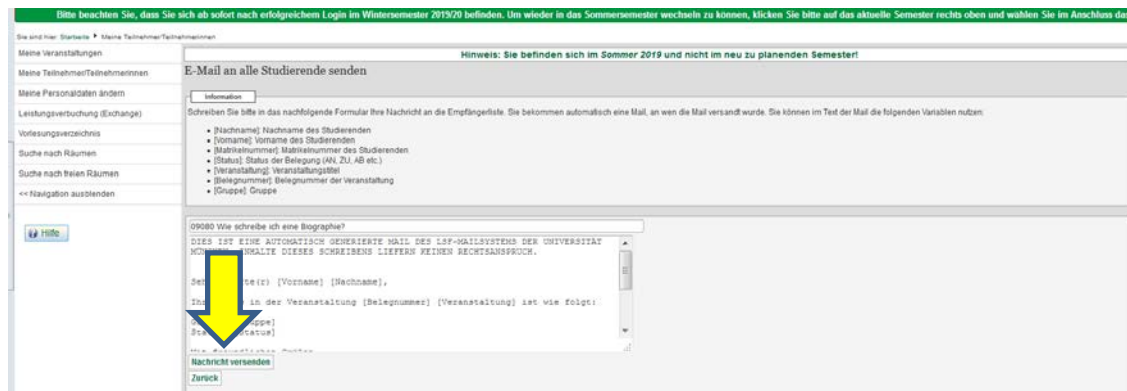 Bitte beachten Sie, dass Sie sich ab sofort nach erfolgreichem Login im Wintersemester 2019/20 befinden. Um wieder in das Sommersemester wechseln zu können, klicken Sie bitte auf das aktuelle Semester rechts oben und wählen Sie im Anschluss das
Sie sind hier: Startseite Meine Teilnehmer/Teilnehmerinnen
Meine Veranstaltungen
Meine Teilnehmer/Teilnehmerinnen
Meine Personaldaten ändern
Leistungsverbuchung (Exchange)
Vorlesungsverzeichnis
Suche nach Räumen
Suche nach freien Räumen
<< Navigation ausblenden
Hilfe
Hinweis: Sie befinden sich im Sommer 2019 und nicht im neu zu planenden Semester!
E-Mail an alle Studierende senden
Information
Schreiben Sie bitte in das nachfolgende Formular Ihre Nachricht an die Empfängerliste. Sie bekommen automatisch eine Mail, an wen die Mail versandt wurde. Sie können im Text der Mail die folgenden Variablen nutzen:
• [Nachname]: Nachname des Studierenden
• [Vorname]: Vorname des Studierenden
• [Matrikelnummer]: Matrikelnummer des Studierenden
• [Status]: Status der Belegung (AN, ZU, AB etc.)
• [Veranstaltung]: Veranstaltungstitel
• [Belegnummer]: Belegnummer der Veranstaltung
• [Gruppe]: Gruppe
09080 Wie schreibe ich eine Biographie?
DIES IST EINE AUTOMATISCH GENERIERTE MAIL DES LSF-MAILSYSTEMS DER UNIVERSITÄT
INHALTE DIESES SCHREIBENS LIEFERN KEINEN RECHTSANSPRUCH.
[Vorname] [Nachname],
in der Veranstaltung [Belegnummer] [Veranstaltung] ist wie folgt:
Nachricht versenden
Zurück